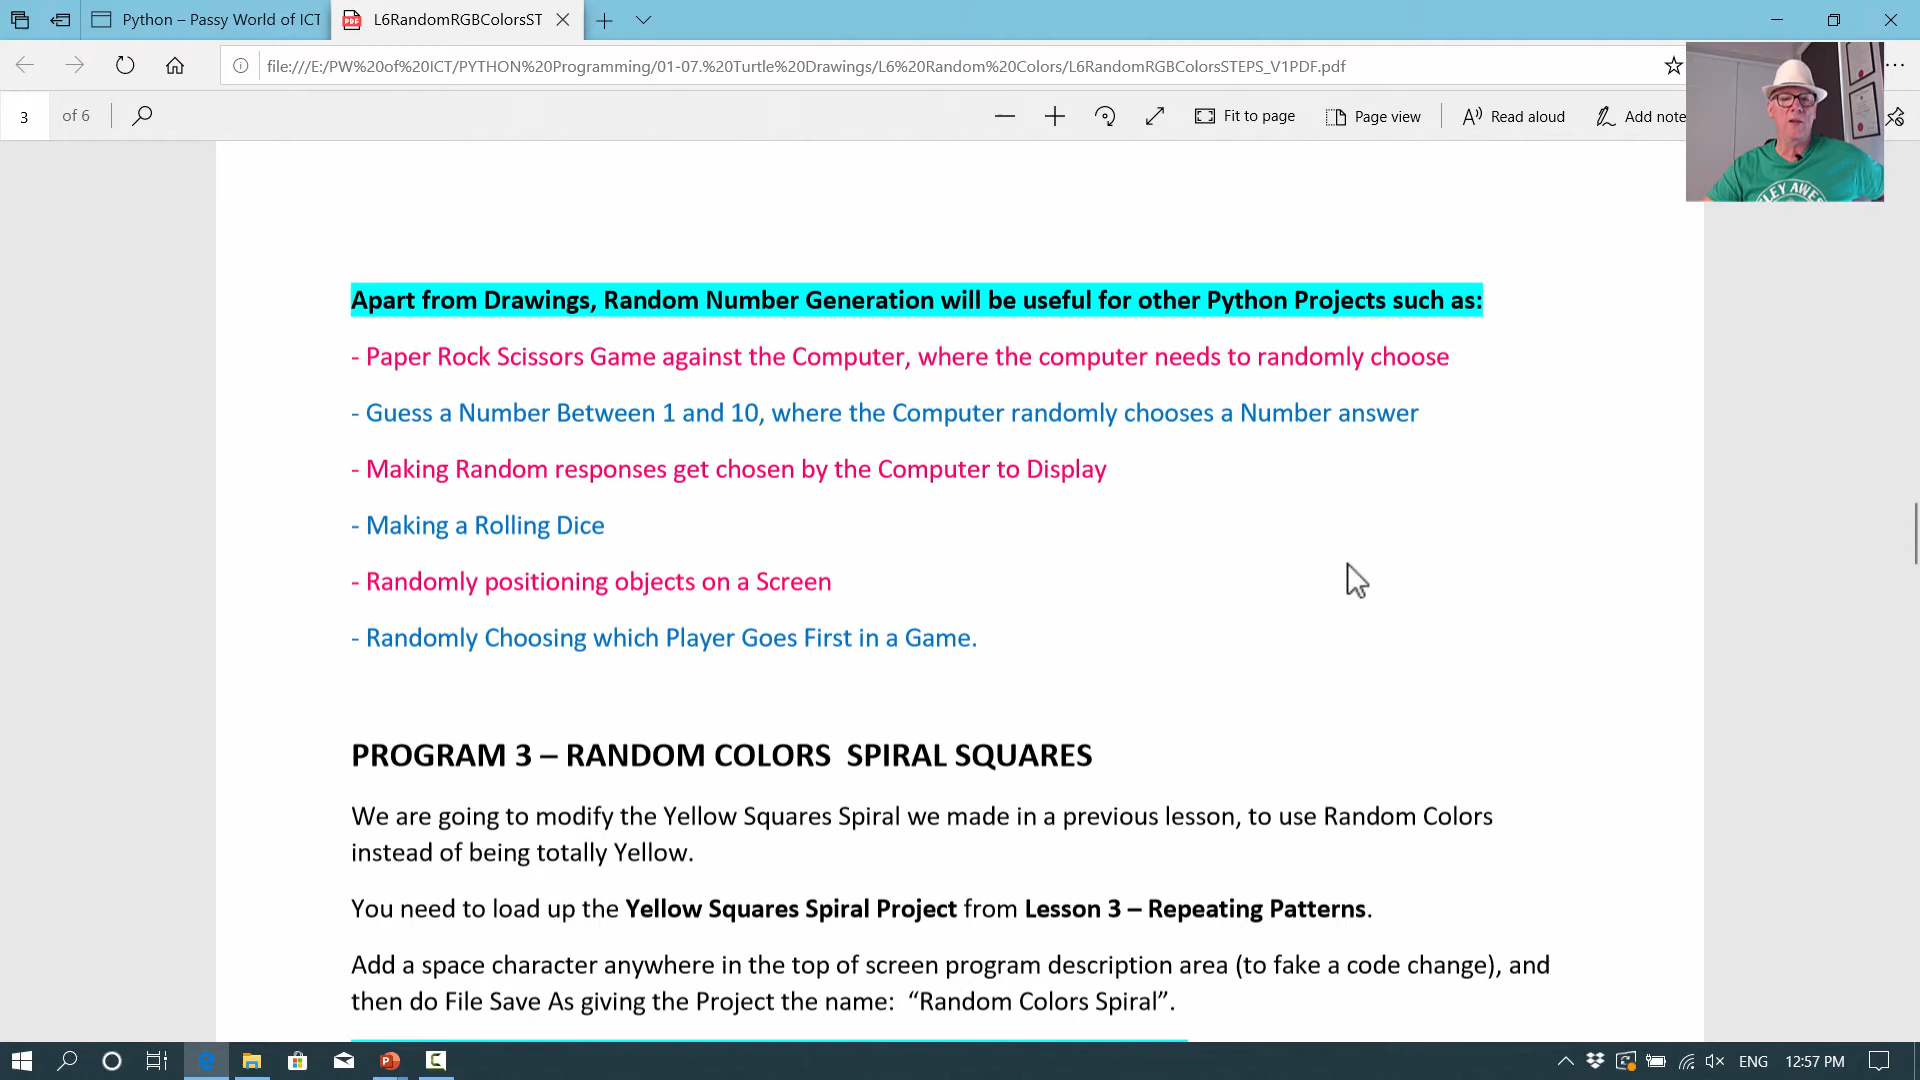 Python – Passy World of ICT
L6RandomRGBColorsST
file:///E:/PW%20of%20ICT/PYTHON%20Programming/01-07.%20Turtle%20Drawings/L6%20Random%20Colors/L6RandomRGBColorsSTEPS_V1PDF.pdf
3 of 6
Fit to page
Page view
Read aloud
Add note
Apart from Drawings, Random Number Generation will be useful for other Python Projects such as:
- Paper Rock Scissors Game against the Computer, where the computer needs to randomly choose
- Guess a Number Between 1 and 10, where the Computer randomly chooses a Number answer
- Making Random responses get chosen by the Computer to Display
- Making a Rolling Dice
- Randomly positioning objects on a Screen
- Randomly Choosing which Player Goes First in a Game.
PROGRAM 3 – RANDOM COLORS  SPIRAL SQUARES
We are going to modify the Yellow Squares Spiral we made in a previous lesson, to use Random Colors
instead of being totally Yellow.
You need to load up the Yellow Squares Spiral Project from Lesson 3 – Repeating Patterns.
Add a space character anywhere in the top of screen program description area (to fake a code change), and
then do File Save As giving the Project the name:  “Random Colors Spiral”.
ENG
12:57 PM